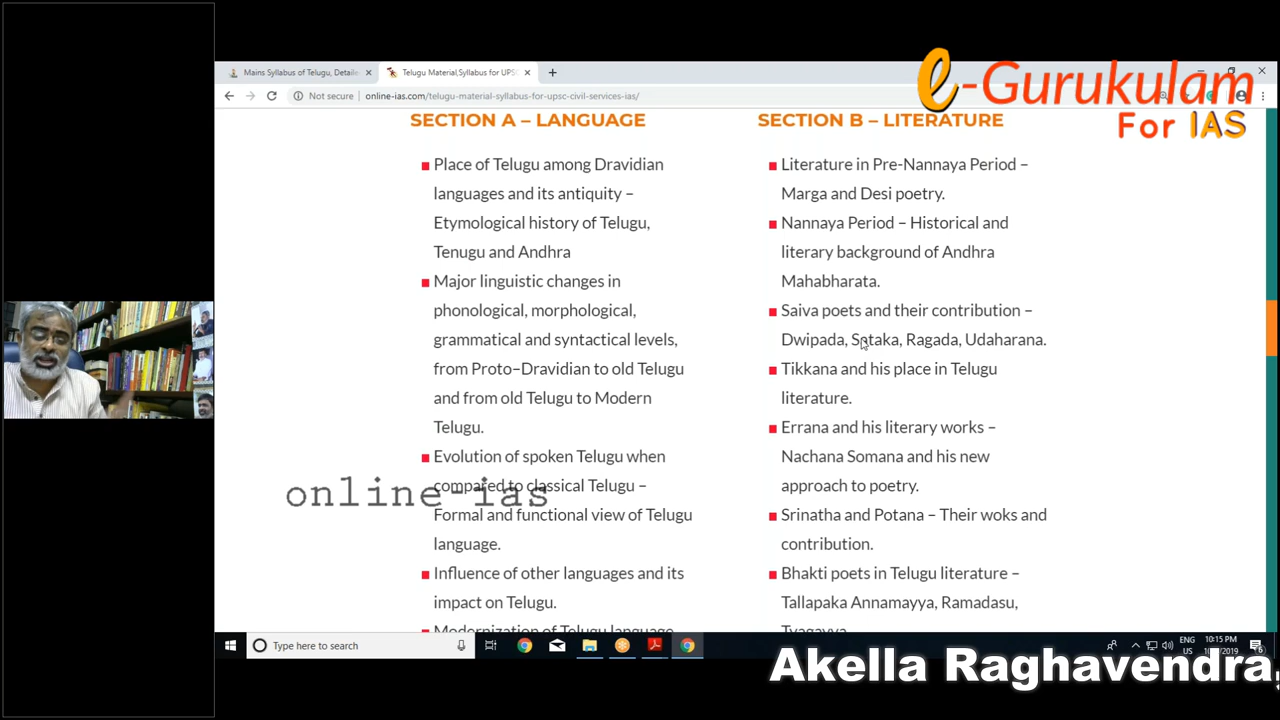 e-Gurukulam
For IAS
Mains Syllabus of Telugu, Detaile
Telugu Material,Syllabus for UPSC
Not secure
online-ias.com/telugu-material-syllabus-for-upsc-civil-services-ias/
SECTION A – LANGUAGE
Place of Telugu among Dravidian
languages and its antiquity –
Etymological history of Telugu,
Tenugu and Andhra
Major linguistic changes in
phonological, morphological,
grammatical and syntactical levels,
from Proto–Dravidian to old Telugu
and from old Telugu to Modern
Telugu.
Evolution of spoken Telugu when
compared to classical Telugu –
Formal and functional view of Telugu
language.
Influence of other languages and its
impact on Telugu.
Modernization of Telugu language
SECTION B – LITERATURE
Literature in Pre-Nannaya Period –
Marga and Desi poetry.
Nannaya Period – Historical and
literary background of Andhra
Mahabharata.
Saiva poets and their contribution –
Dwipada, Sataka, Ragada, Udaharana.
Tikkana and his place in Telugu
literature.
Errana and his literary works –
Nachana Somana and his new
approach to poetry.
Srinatha and Potana – Their woks and
contribution.
Bhakti poets in Telugu literature –
Tallapaka Annamayya, Ramadasu,
Tyagayya
online-ias
Type here to search
ENG
US
10:15 PM
Akella Raghavendra,